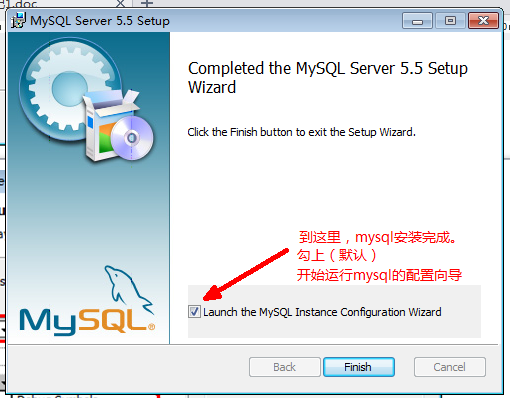 1.doc
MySQL Server 5.5 Setup
Completed the MySQL Server 5.5 Setup
Wizard
Click the Finish button to exit the Setup Wizard.
到这里，mysql安装完成。
勾上（默认）
开始运行mysql的配置向导
Launch the MySQL Instance Configuration Wizard
MySQL®
Back
Finish
Cancel